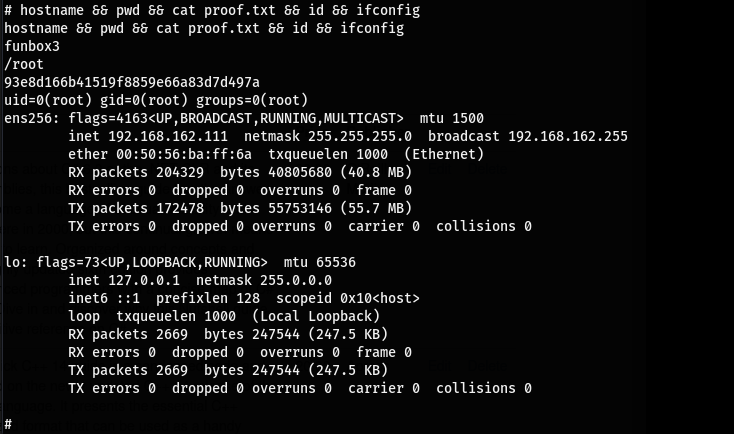 # hostname && pwd && cat proof.txt && id && ifconfig
hostname && pwd && cat proof.txt && id && ifconfig
funbox3
/root
93e8d166b41519f8859e66a83d7d497a
uid=0(root) gid=0(root) groups=0(root)
ens256: flags=4163<UP,BROADCAST,RUNNING,MULTICAST>  mtu 1500
        inet 192.168.162.111  netmask 255.255.255.0  broadcast 192.168.162.255
        ether 00:50:56:ba:ff:6a  txqueuelen 1000  (Ethernet)
        RX packets 204329  bytes 40805680 (40.8 MB)
        RX errors 0  dropped 0  overruns 0  frame 0
        TX packets 172478  bytes 55753146 (55.7 MB)
        TX errors 0  dropped 0 overruns 0  carrier 0  collisions 0

lo: flags=73<UP,LOOPBACK,RUNNING>  mtu 65536
        inet 127.0.0.1  netmask 255.0.0.0
        inet6 ::1  prefixlen 128  scopeid 0x10<host>
        loop  txqueuelen 1000  (Local Loopback)
        RX packets 2669  bytes 247544 (247.5 KB)
        RX errors 0  dropped 0  overruns 0  frame 0
        TX packets 2669  bytes 247544 (247.5 KB)
        TX errors 0  dropped 0 overruns 0  carrier 0  collisions 0

#